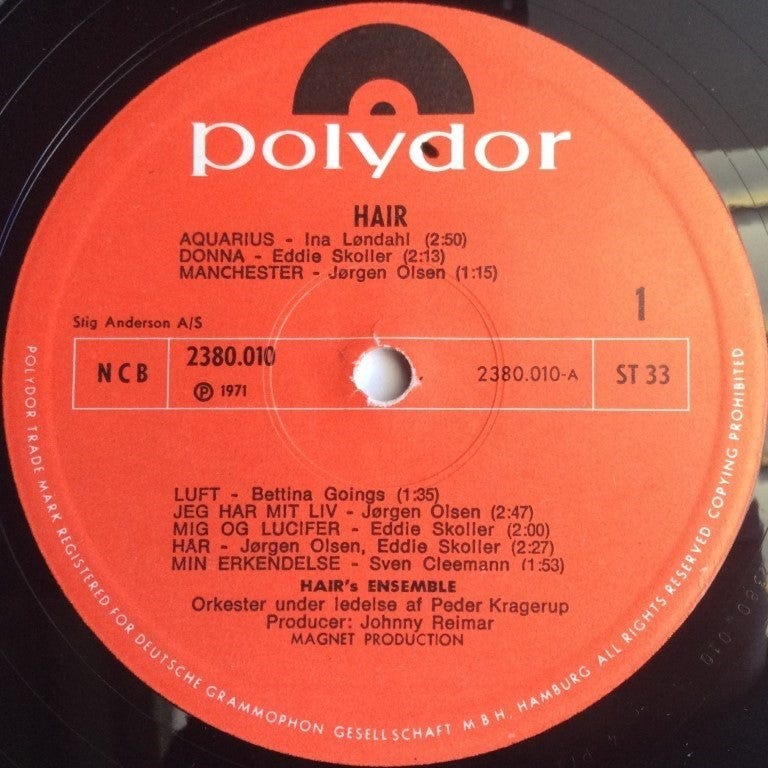 polydor
HAIR
AQUARIUS - Ina Løndahl (2:50)
DONNA - Eddie Skoller (2:13)
MANCHESTER - Jørgen Olsen (1:15)
1
Stig Anderson A/S
NCB
2380.010
℗ 1971
2380.010-A
ST 33
LUFT - Bettina Goings (1:35)
JEG HAR MIT LIV - Jørgen Olsen (2:47)
MIG OG LUCIFER - Eddie Skoller (2:00)
HÅR - Jørgen Olsen, Eddie Skoller (2:27)
MIN ERKENDELSE - Sven Cleemann (1:53)
HAIR's ENSEMBLE
Orkester under ledelse af Peder Kragerup
Producer: Johnny Reimar
MAGNET PRODUCTION
POLYDOR TRADE MARK REGISTERED FOR DEUTSCHE GRAMMOPHON GESELLSCHAFT M B H, HAMBURG ALL RIGHTS RESERVED COPYING PROHIBITED